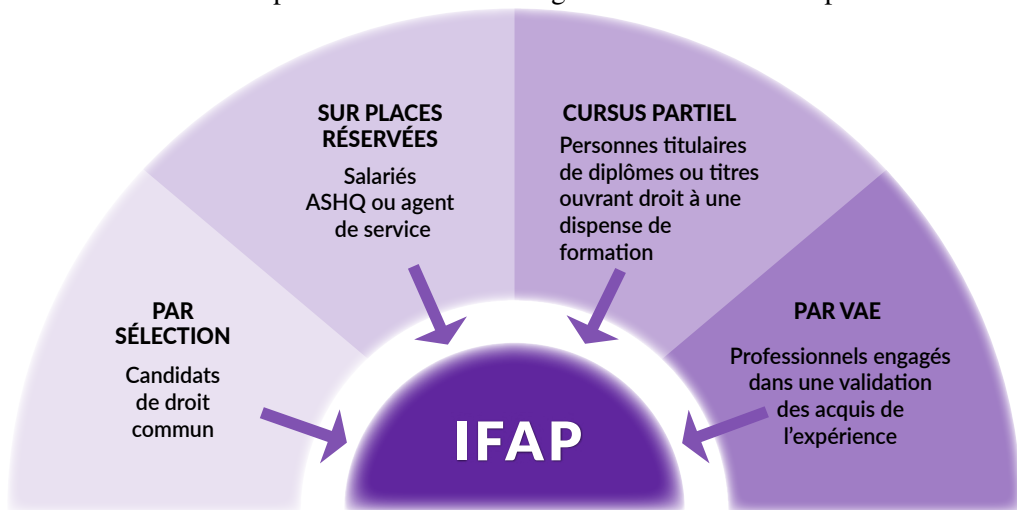 PAR
SÉLECTION
Candidats
de droit
commun
SUR PLACES
RÉSERVÉES
Salariés
ASHQ ou agent
de service
CURSUS PARTIEL
Personnes titulaires
de diplômes ou titres
ouvrant droit à une
dispense de
formation
PAR VAE
Professionnels engagés
dans une validation
des acquis de
l'expérience
IFAP